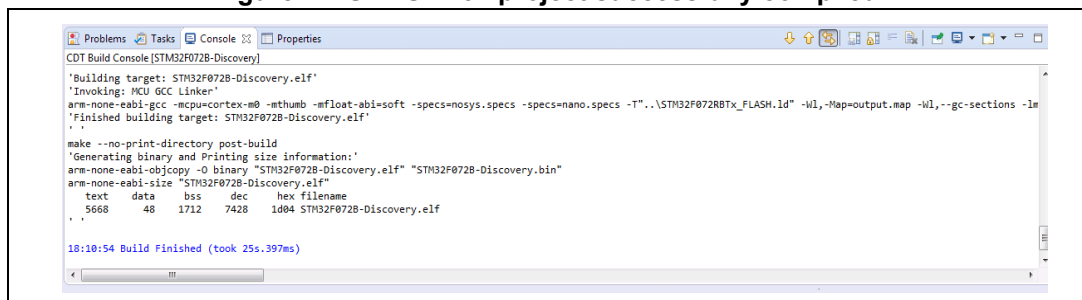 Problems Tasks Console Properties
CDT Build Console [STM32F072B-Discovery]
'Building target: STM32F072B-Discovery.elf'
'Invoking: MCU GCC Linker'
arm-none-eabi-gcc -mcpu=cortex-m0 -mthumb -mfloat-abi=soft -specs=nosys.specs -specs=nano.specs -T"..\STM32F072RBTx_FLASH.ld" -Wl,-Map=output.map -Wl,--gc-sections -lm
'Finished building target: STM32F072B-Discovery.elf'
' '
make --no-print-directory post-build
'Generating binary and Printing size information:'
arm-none-eabi-objcopy -O binary "STM32F072B-Discovery.elf" "STM32F072B-Discovery.bin"
arm-none-eabi-size "STM32F072B-Discovery.elf"
text data bss dec hex filename
5668 48 1712 7428 1d04 STM32F072B-Discovery.elf
' '
18:10:54 Build Finished (took 25s.397ms)